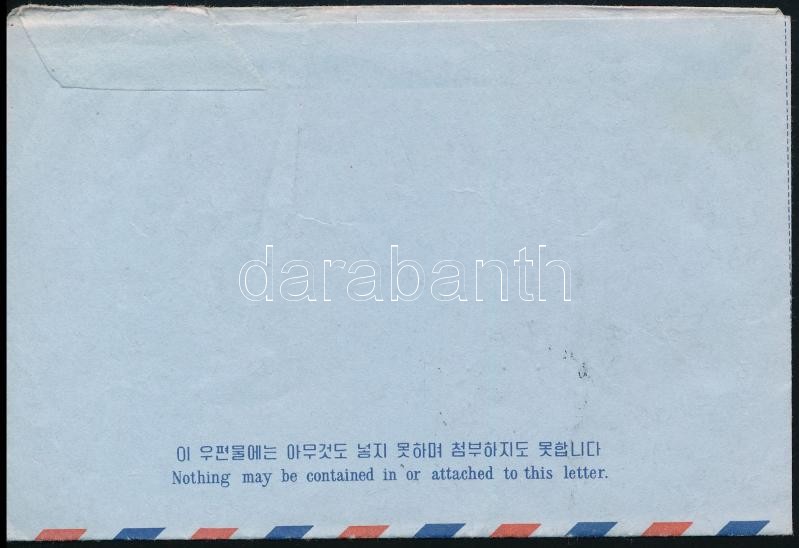 darabanth
이 우편물에는 아무것도 넣지 못하며 첨부하지도 못합니다
Nothing may be contained in or attached to this letter.